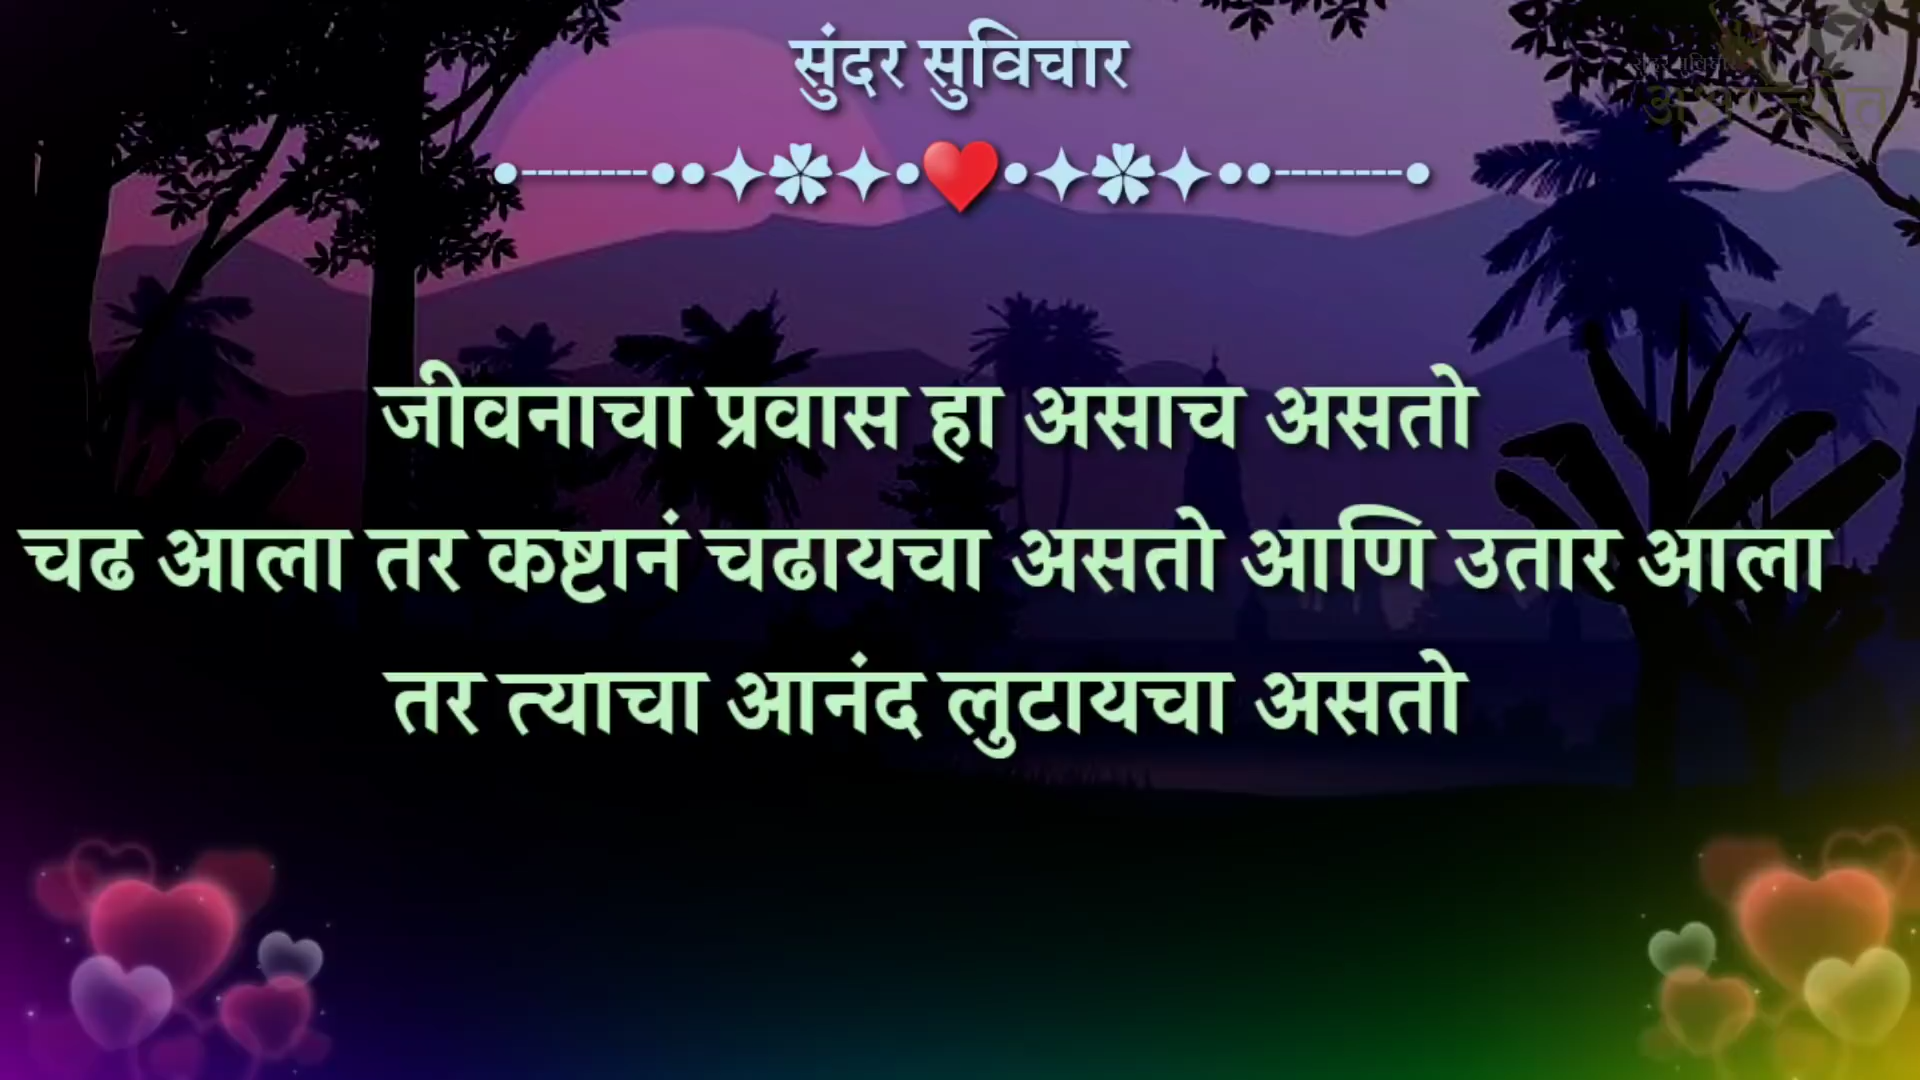 सुंदर सुविचार
•--------••✦✿✦•❤•✦✿✦••--------•
जीवनाचा प्रवास हा असाच असतो
चढ आला तर कष्टानं चढायचा असतो आणि उतार आला
तर त्याचा आनंद लुटायचा असतो